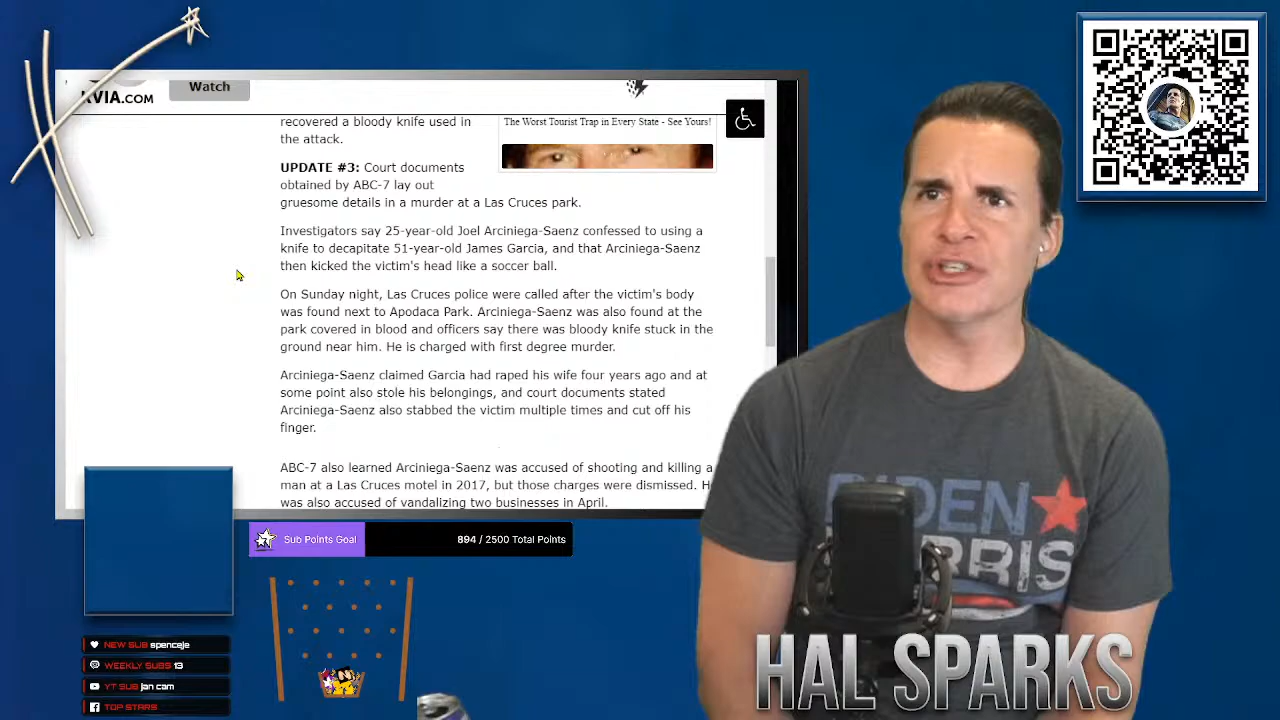 KVIA.COM
Watch
recovered a bloody knife used in
the attack.
The Worst Tourist Trap in Every State - See Yours!
UPDATE #3: Court documents
obtained by ABC-7 lay out
gruesome details in a murder at a Las Cruces park.
Investigators say 25-year-old Joel Arciniega-Saenz confessed to using a
knife to decapitate 51-year-old James Garcia, and that Arciniega-Saenz
then kicked the victim's head like a soccer ball.
On Sunday night, Las Cruces police were called after the victim's body
was found next to Apodaca Park. Arciniega-Saenz was also found at the
park covered in blood and officers say there was bloody knife stuck in the
ground near him. He is charged with first degree murder.
Arciniega-Saenz claimed Garcia had raped his wife four years ago and at
some point also stole his belongings, and court documents stated
Arciniega-Saenz also stabbed the victim multiple times and cut off his
finger.
ABC-7 also learned Arciniega-Saenz was accused of shooting and killing a
man at a Las Cruces motel in 2017, but those charges were dismissed. H
was also accused of vandalizing two businesses in April.
Sub Points Goal 894 / 2500 Total Points
NEW SUB spenceje
WEEKLY SUBS 13
YT SUB jan cam
TOP STARS
BIDEN
HARRIS
HAL SPARKS